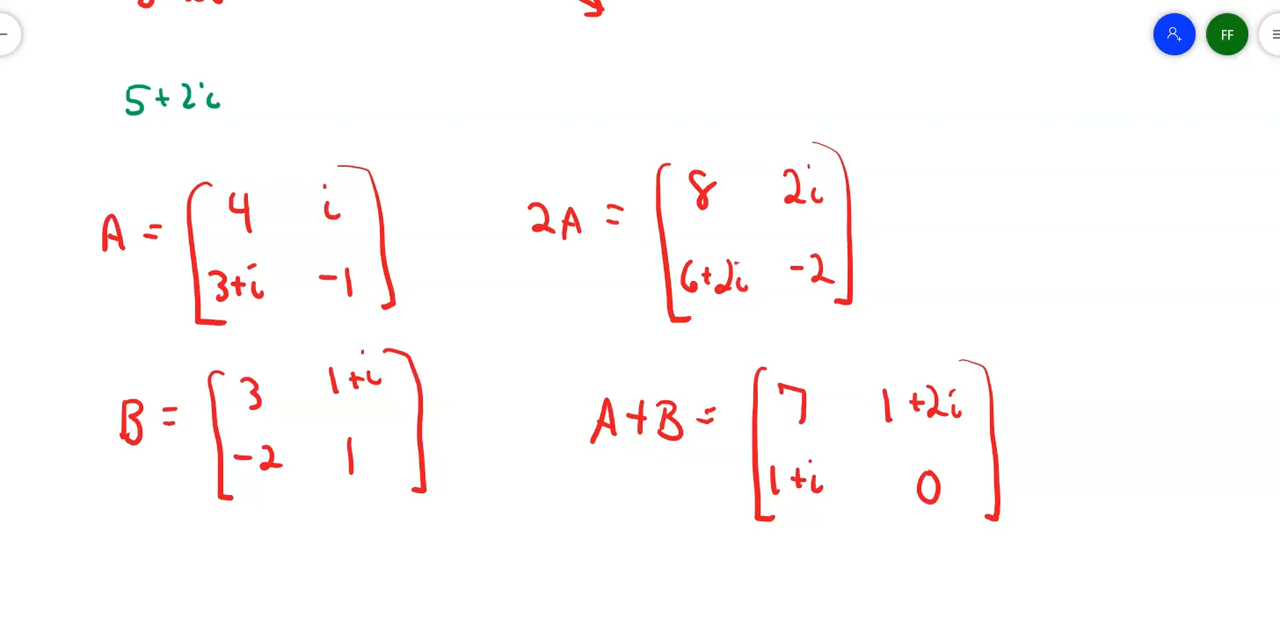 FF
5+2i
A = [ 4 i
3+i -1 ]
2A = [ 8 2i
6+2i -2 ]
B = [ 3 1+i
-2 1 ]
A+B = [ 7 1+2i
1+i 0 ]